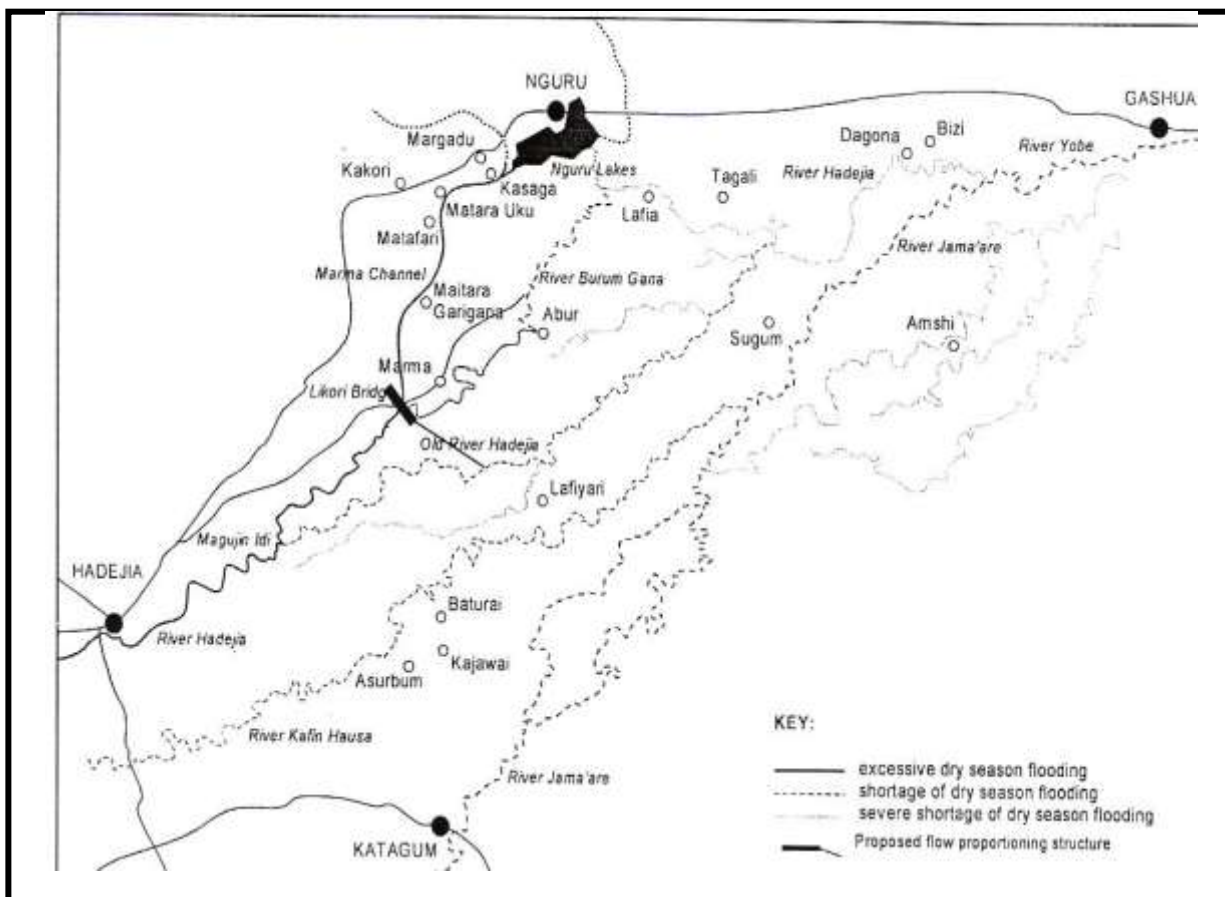 NGURU
GASHUA
Margadu
Dagona
Bizi
River Yobe
Kakori
Nguru Lakes
Kasaga
Tagali
River Hadejia
Matara Uku
Lafia
Matafari
River Jama'are
Marma Channel
River Burum Gana
Maitara
Garigana
Abur
Sugum
Amshi
Marma
Likori Bridg
Old River Hadejia
Lafiyari
Magujin Idi
HADEJIA
Baturai
River Hadejia
Kajawai
Asurbum
River Kafin Hausa
River Jama'are
KATAGUM
KEY:
excessive dry season flooding
shortage of dry season flooding
severe shortage of dry season flooding
Proposed flow proportioning structure